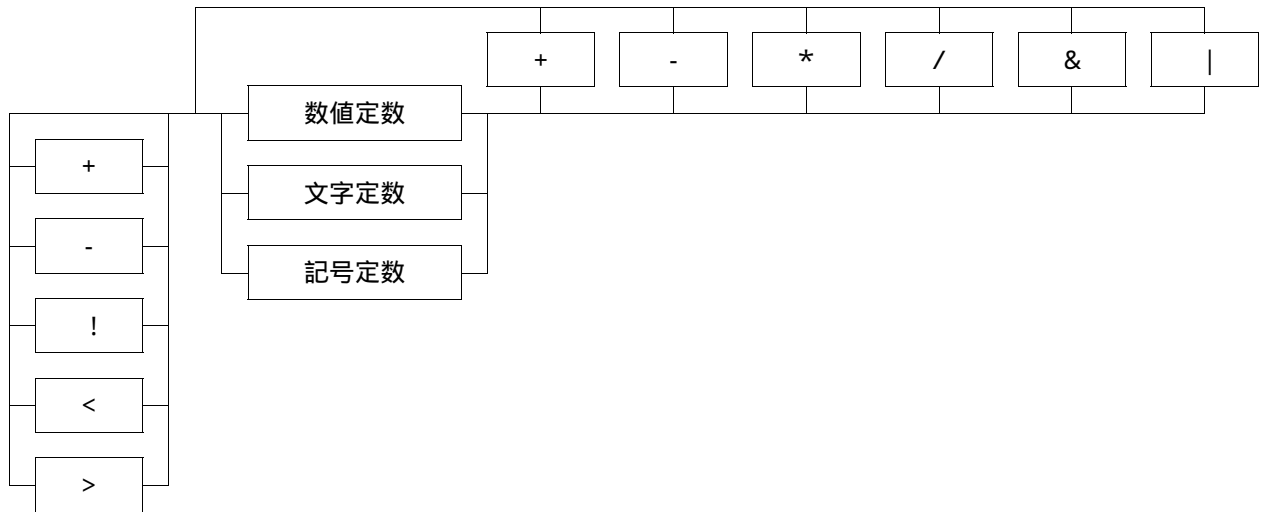 + - * / & |
数値定数
+
文字定数
-
記号定数
!
<
>